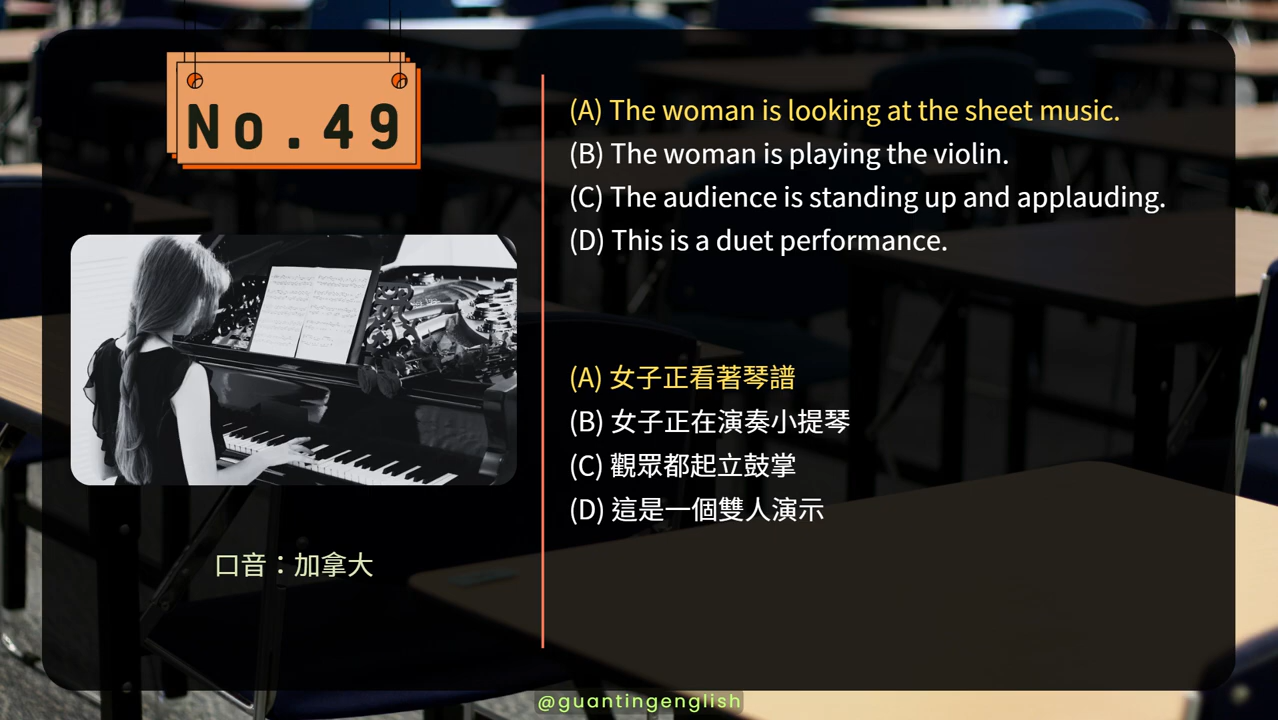 No.49
(A) The woman is looking at the sheet music.
(B) The woman is playing the violin.
(C) The audience is standing up and applauding.
(D) This is a duet performance.
(A) 女子正看著琴譜
(B) 女子正在演奏小提琴
(C) 觀眾都起立鼓掌
(D) 這是一個雙人演示
口音：加拿大
@guantingenglish